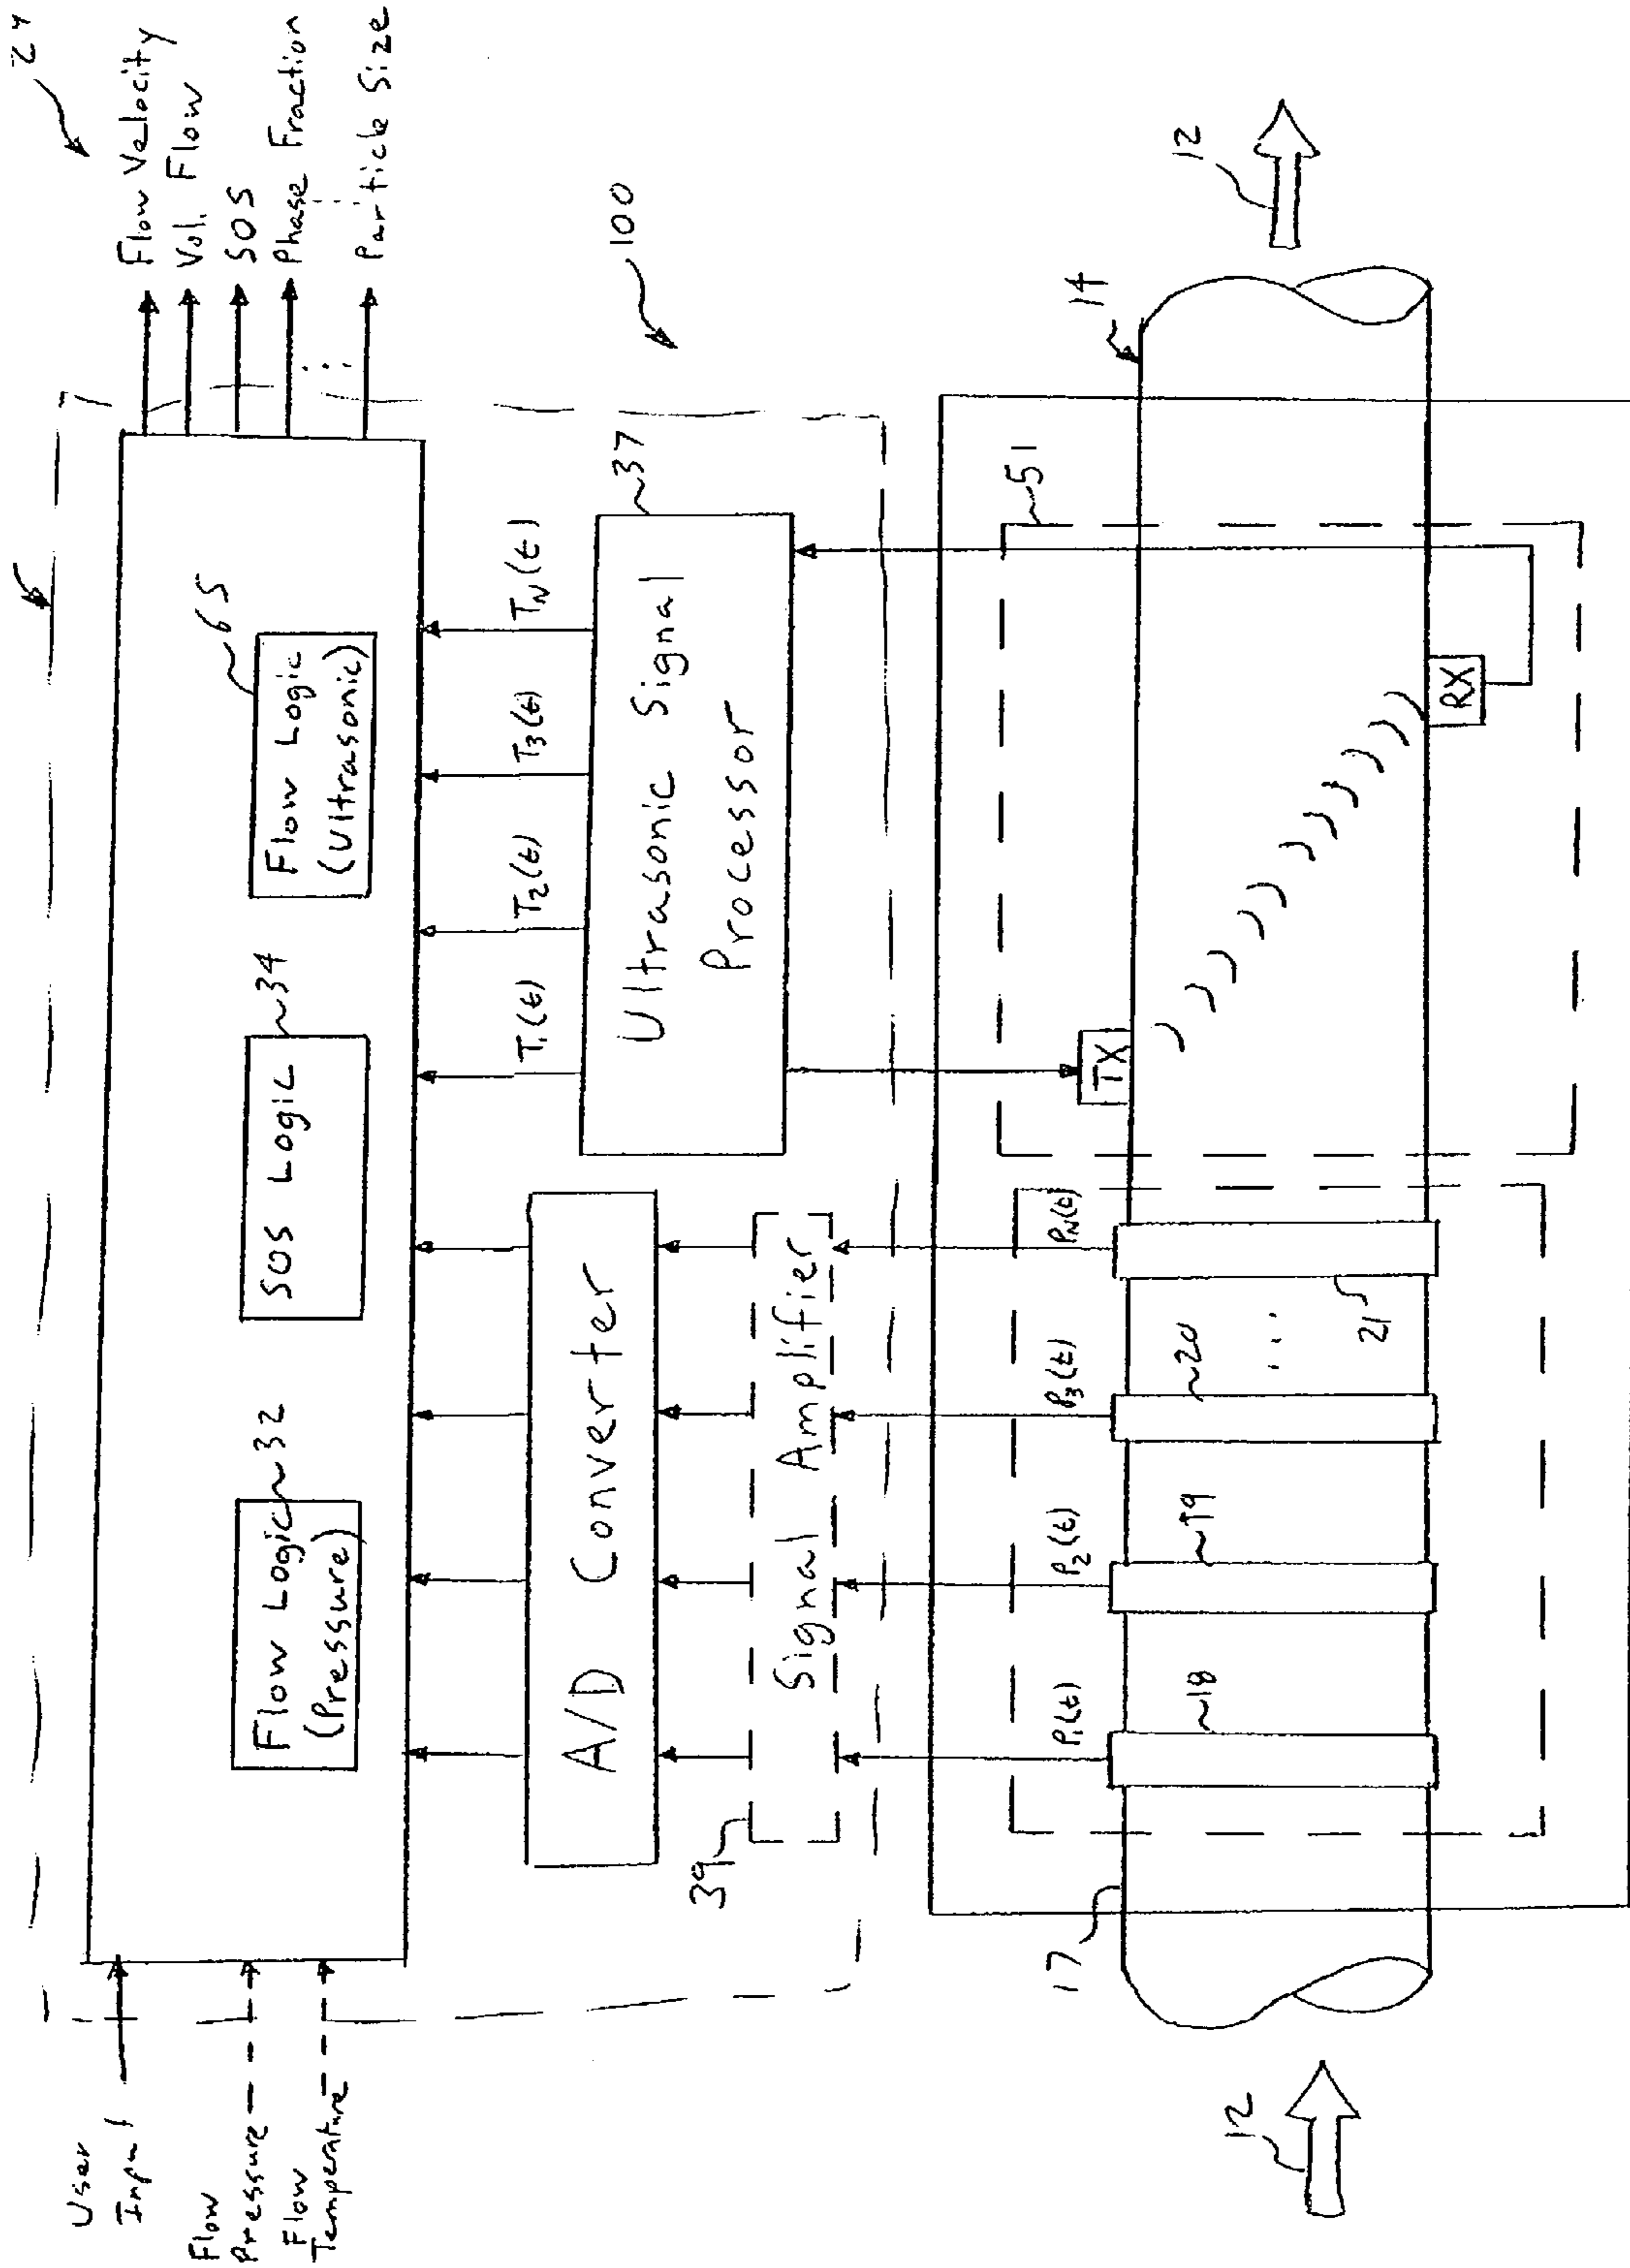 24
User
Input
Flow
Pressure
Flow
Temperature
Flow Velocity
Vol. Flow
SOS
Phase Fraction
Particle Size
Flow Logic
(Pressure)
32
SOS Logic
34
Flow Logic
(Ultrasonic)
65
T1(t)
T2(t)
T3(t)
TN(t)
A/D Converter
Ultrasonic Signal
Processor
37
100
39
Signal Amplifier
P1(t)
P2(t)
P3(t)
PN(t)
51
TX
RX
17
18
19
20
...
21
14
12
12